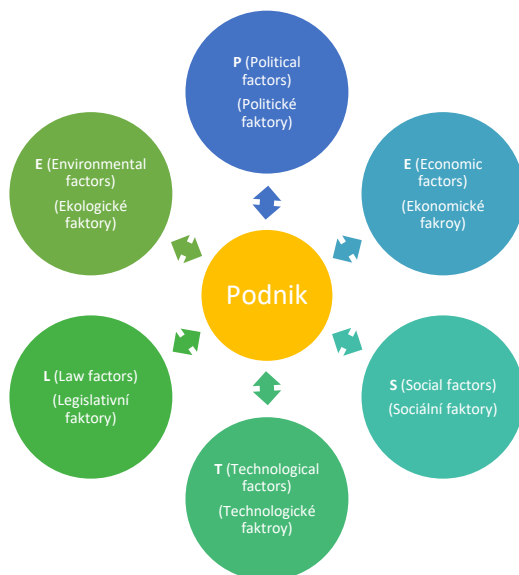 P (Political
factors)
(Politické
faktory)
E (Environmental
factors)
(Ekologické
faktory)
E (Economic
factors)
(Ekonomické
fakroy)
Podnik
L (Law factors)
(Legislativní
faktory)
S (Social factors)
(Sociální faktory)
T (Technological
factors)
(Technologické
faktroy)